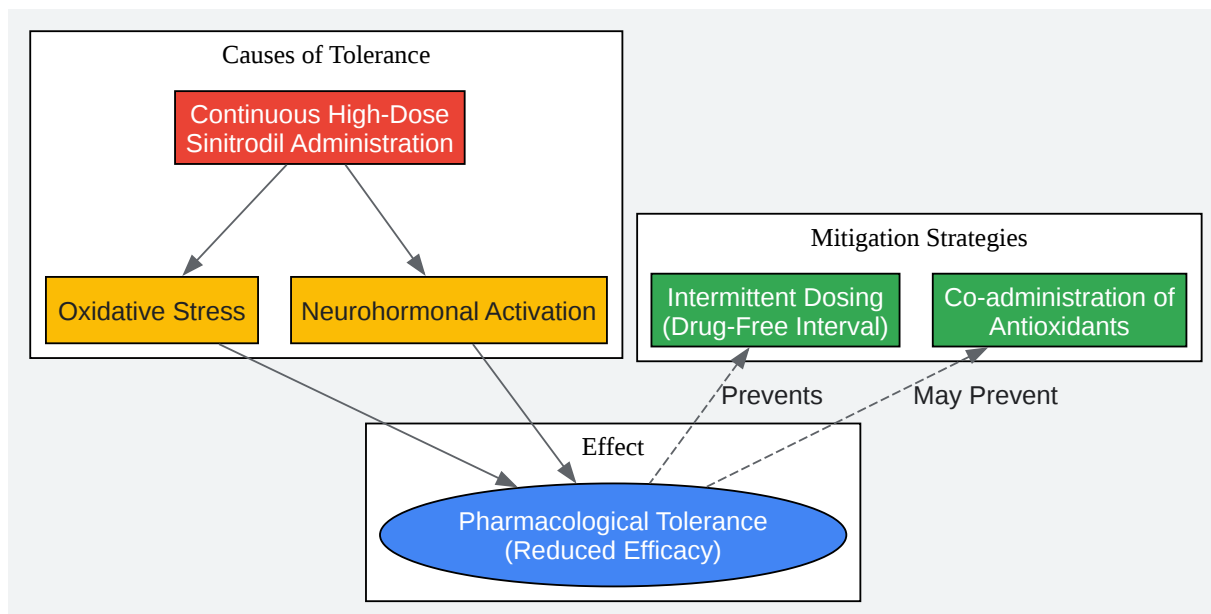 Causes of Tolerance
Continuous High-Dose
Sinitrodil Administration
Oxidative Stress
Neurohormonal Activation
Mitigation Strategies
Intermittent Dosing
(Drug-Free Interval)
Co-administration of
Antioxidants
Prevents
May Prevent
Effect
Pharmacological Tolerance
(Reduced Efficacy)